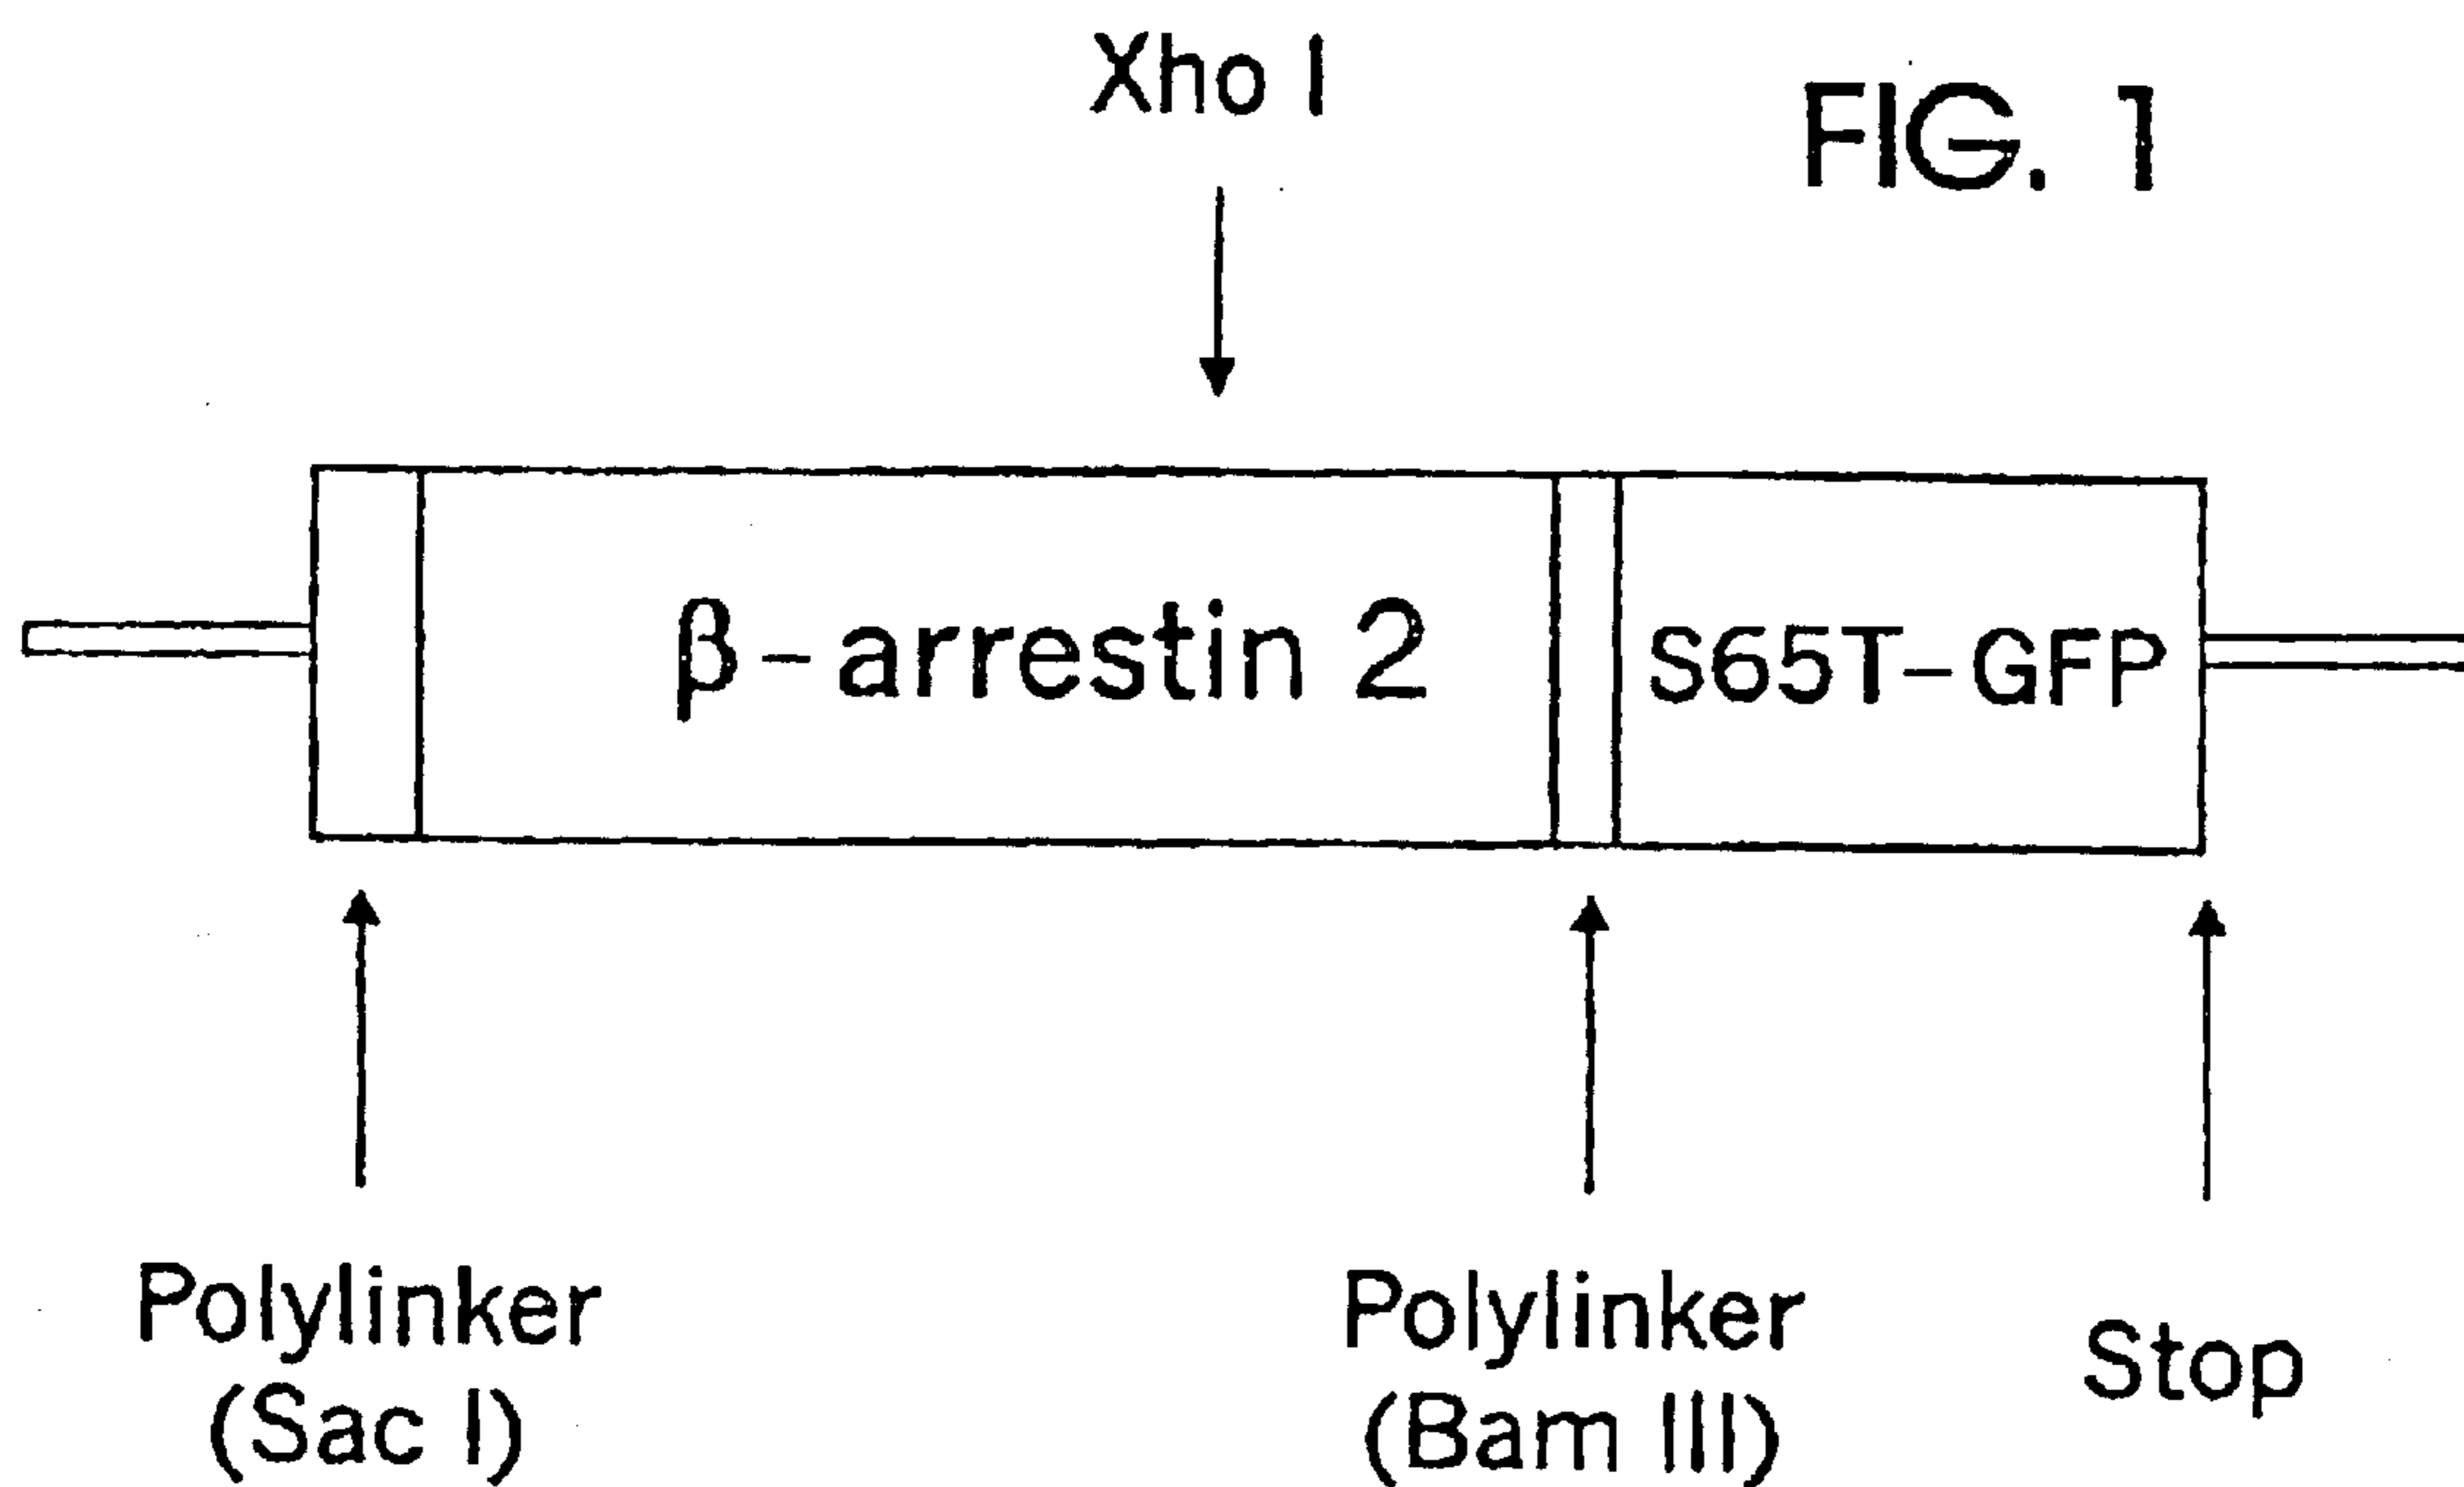 Xho I
FIG. 1
β-arrestin 2
S65T-GFP
Polylinker
(Sac I)
Polylinker
(Bam III)
Stop